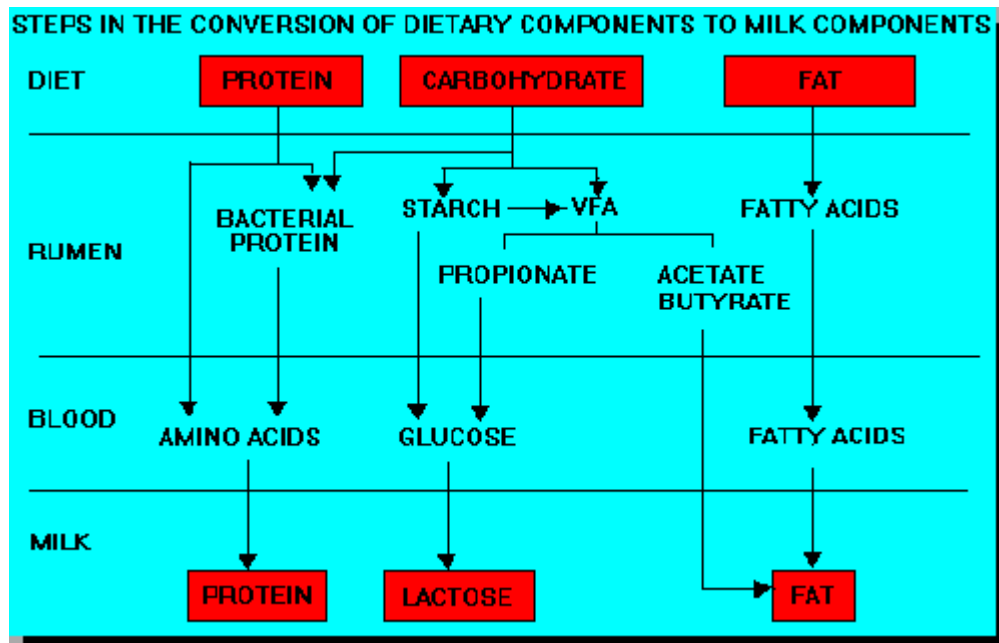 STEPS IN THE CONVERSION OF DIETARY COMPONENTS TO MILK COMPONENTS
DIET
PROTEIN
CARBOHYDRATE
FAT
RUMEN
BACTERIAL
PROTEIN
STARCH
VFA
FATTY ACIDS
PROPIONATE
ACETATE
BUTYRATE
BLOOD
AMINO ACIDS
GLUCOSE
FATTY ACIDS
MILK
PROTEIN
LACTOSE
FAT